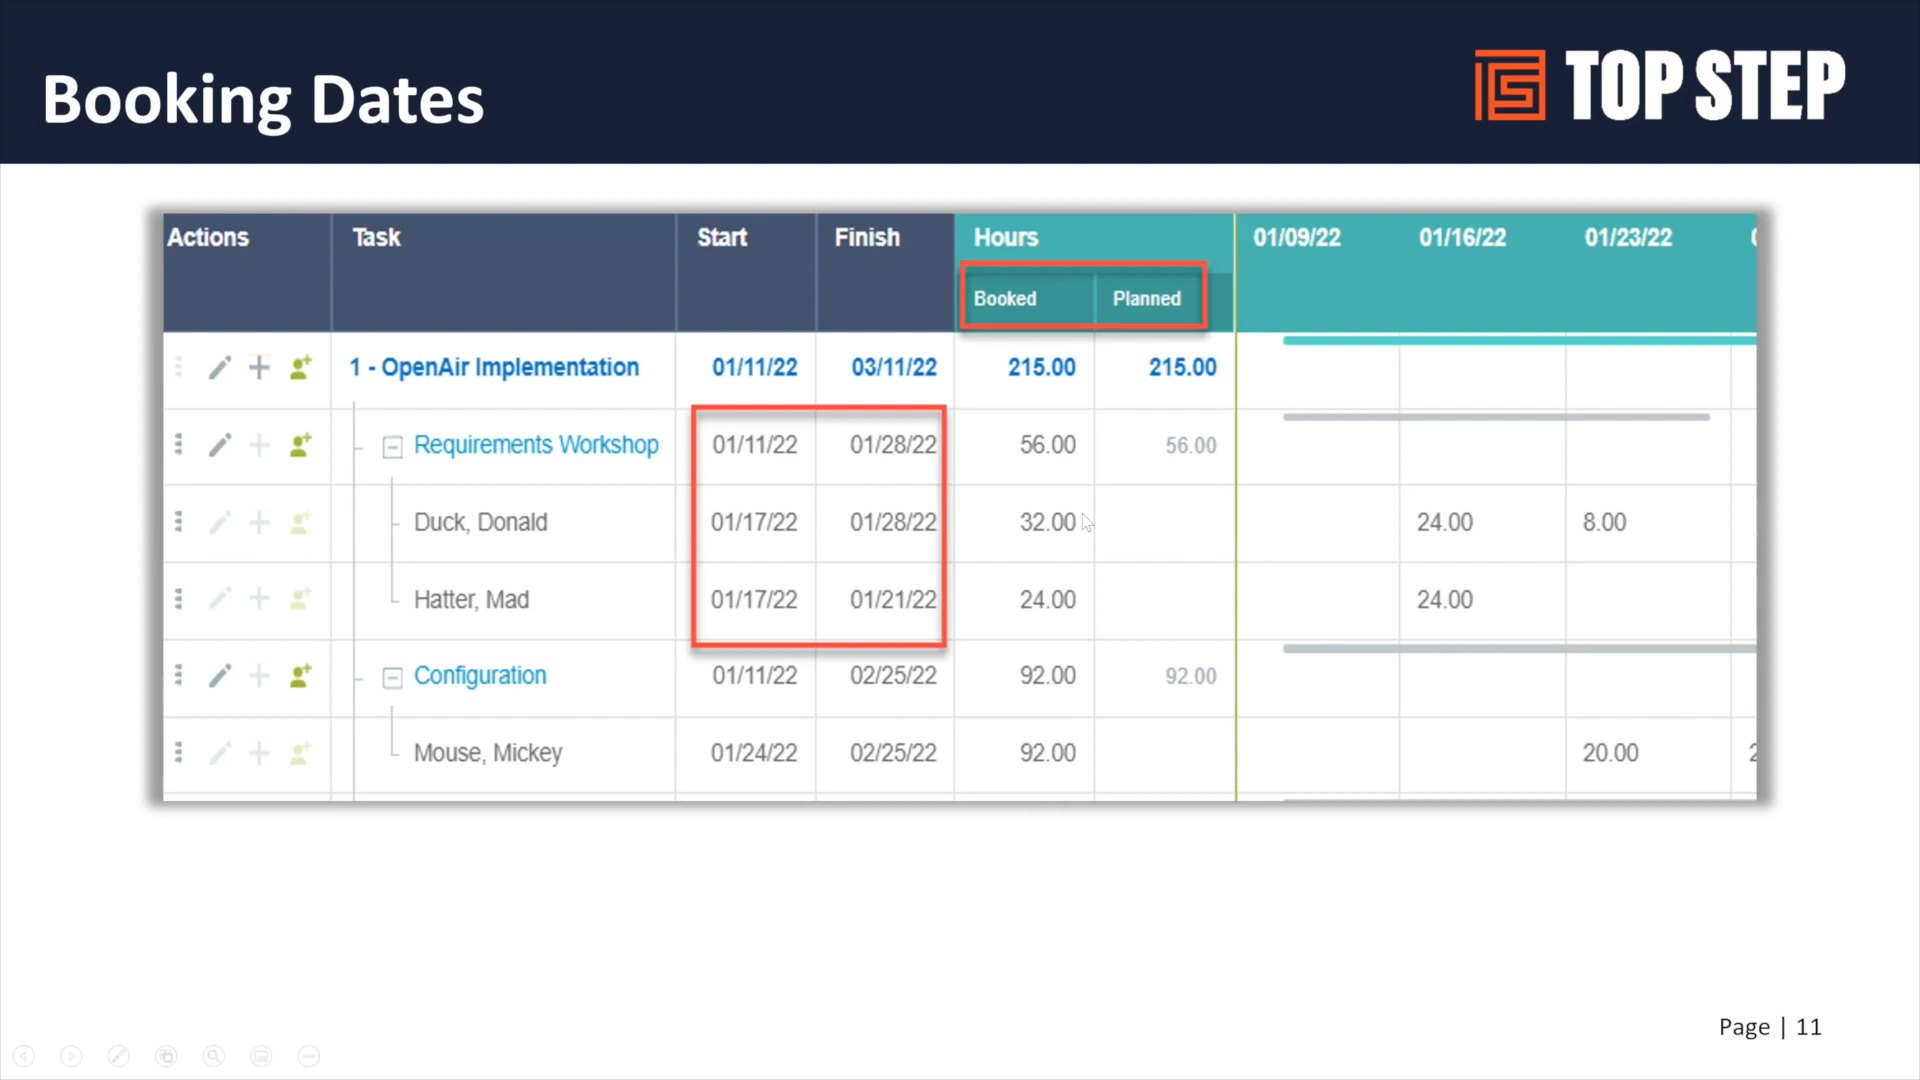 Booking Dates
TOP STEP
Actions Task Start Finish Hours 01/09/22 01/16/22 01/23/22
Booked Planned
1 - OpenAir Implementation 01/11/22 03/11/22 215.00 215.00
Requirements Workshop 01/11/22 01/28/22 56.00 56.00
Duck, Donald 01/17/22 01/28/22 32.00 24.00 8.00
Hatter, Mad 01/17/22 01/21/22 24.00 24.00
Configuration 01/11/22 02/25/22 92.00 92.00
Mouse, Mickey 01/24/22 02/25/22 92.00 20.00
Page | 11